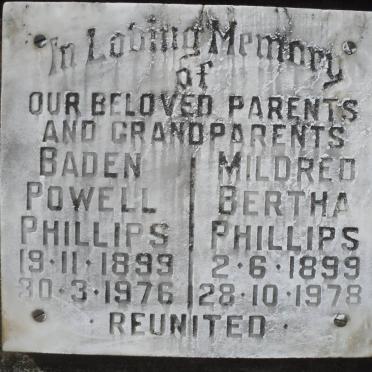 In Loving Memory
of
OUR BELOVED PARENTS
AND GRANDPARENTS
BADEN
POWELL
PHILLIPS
19·11·1899
30·3·1976
MILDRED
BERTHA
PHILLIPS
2·6·1899
28·10·1978
· REUNITED ·